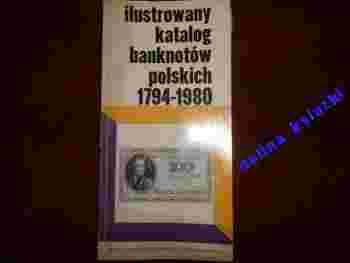 ilustrowany
katalog
banknotów
polskich
1794-1980